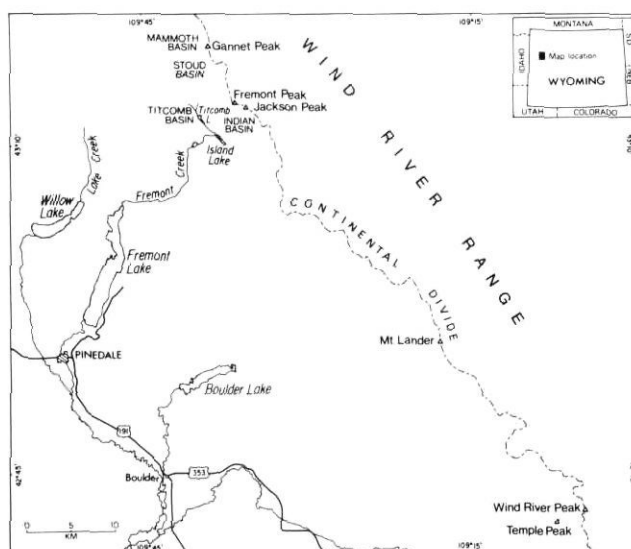 109°45'
109°15'
MONTANA
IDAHO
Map location
WYOMING
UTAH
COLORADO
MAMMOTH
BASIN
Gannet Peak
STOUD
BASIN
Fremont Peak
Jackson Peak
TITCOMB
BASIN
Titcomb
L
INDIAN
BASIN
Island
Lake
43°10'
WIND RIVER RANGE
Willow
Lake
Lake Creek
Fremont Creek
CONTINENTAL DIVIDE
Fremont
Lake
Mt Lander
PINEDALE
Boulder Lake
191
353
Boulder
42°45'
Wind River Peak
Temple Peak
0 5 10
KM
109°45'
109°15'